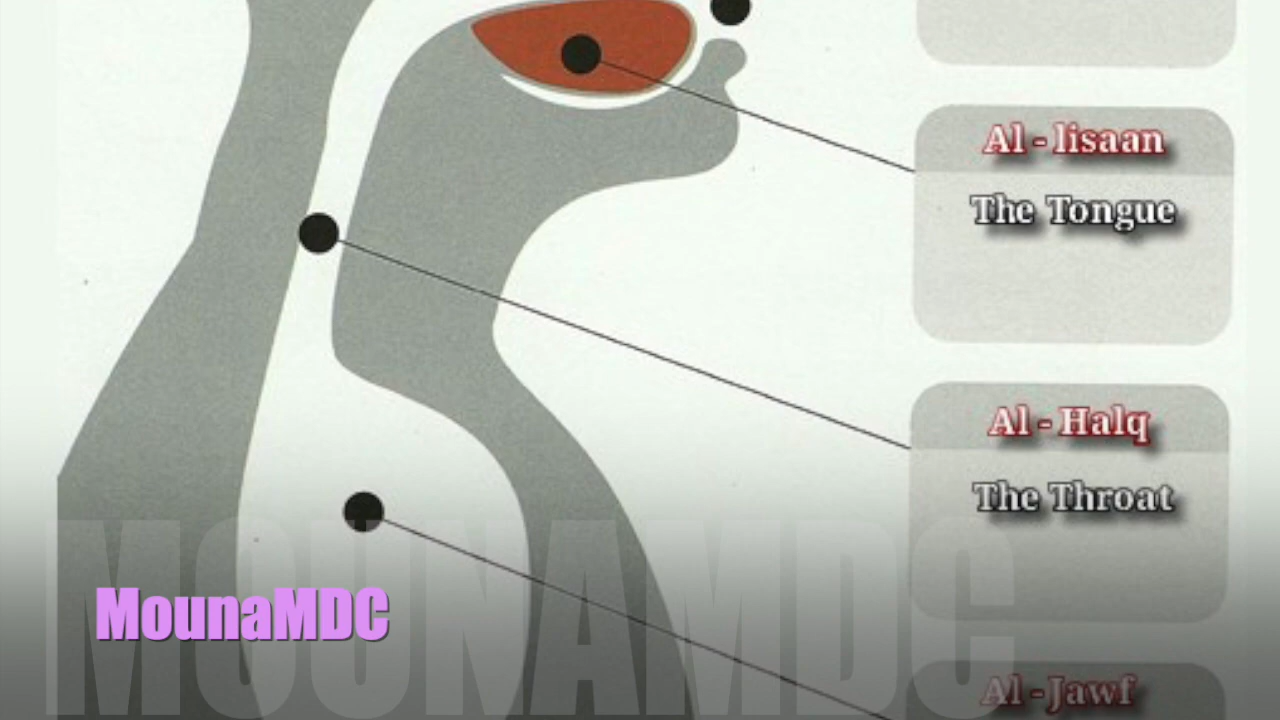 Al - lisaan
The Tongue
Al - Halq
The Throat
Al - Jawf
MounaMDC
MOUNAMDC